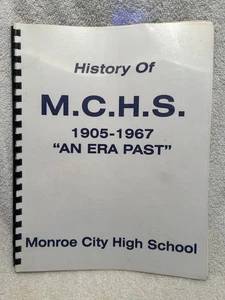 History Of
M.C.H.S.
1905-1967
"AN ERA PAST"
Monroe City High School